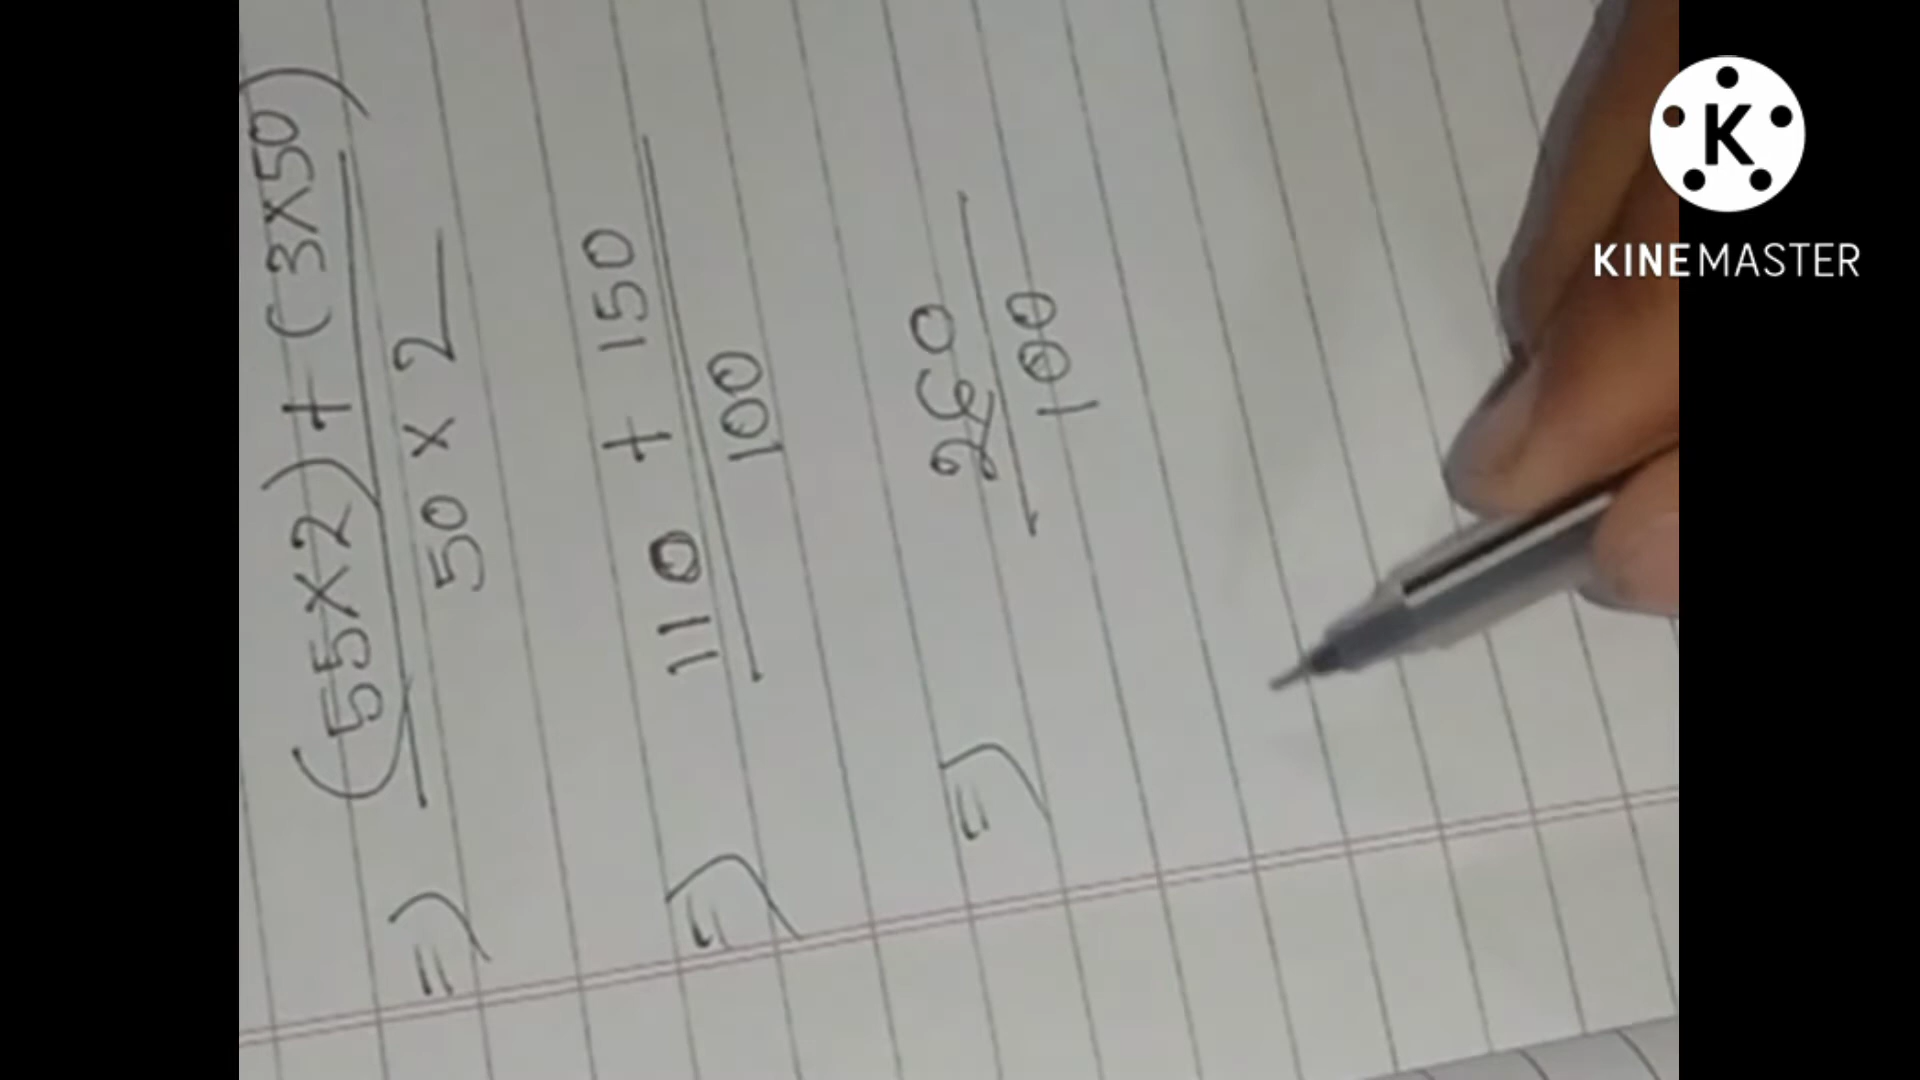 ⇒ (55×2) + (3×50)
50 × 2
⇒ 110 + 150
100
⇒ 260
100
K
KINEMASTER